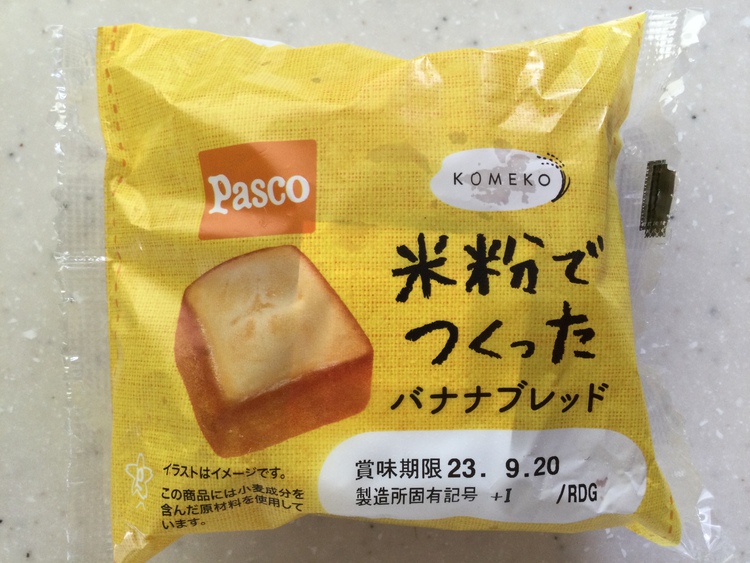 Pasco
KOMEKO
米粉で
つくった
バナナブレッド
賞味期限 23. 9.20
製造所固有記号 +I /RDG
イラストはイメージです。
この商品には小麦成分を
含んだ原材料を使用して
います。